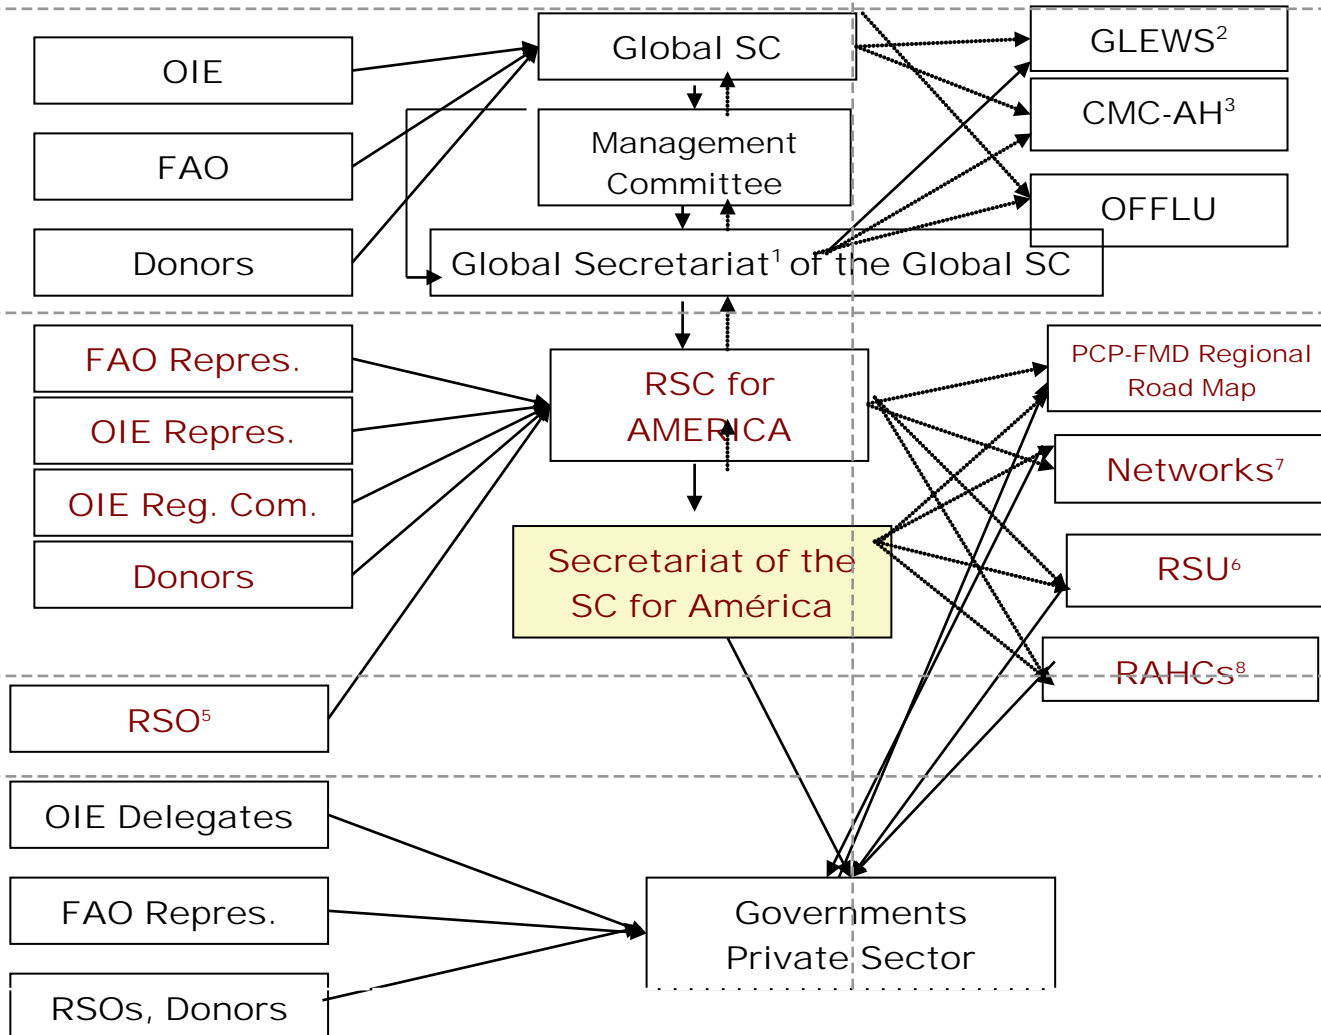 OIE
FAO
Donors
Global SC
Management
Committee
Global Secretariat¹ of the Global SC
GLEWS²
CMC-AH³
OFFLU
FAO Repres.
OIE Repres.
OIE Reg. Com.
Donors
RSO⁵
RSC for
AMERICA
Secretariat of the
SC for América
PCP-FMD Regional
Road Map
Networks⁷
RSU⁶
RAHCs⁸
OIE Delegates
FAO Repres.
RSOs, Donors
Governments
Private Sector